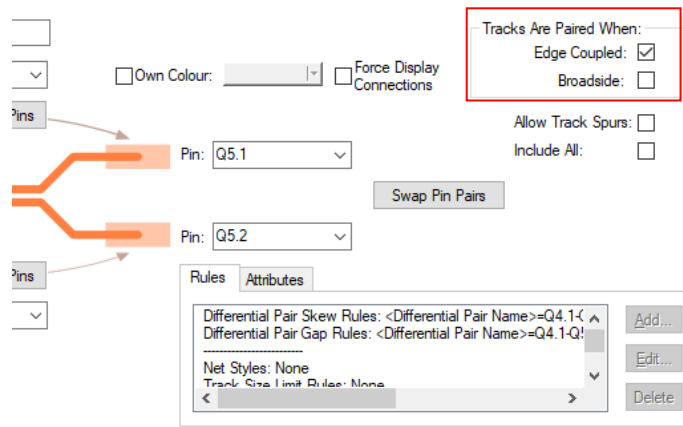 Tracks Are Paired When:
Edge Coupled:
Broadside:
Own Colour:
Force Display
Connections
Allow Track Spurs:
Include All:
Pins
Pin: Q5.1
Swap Pin Pairs
Pin: Q5.2
Pins
Rules
Attributes
Differential Pair Skew Rules: <Differential Pair Name>=Q4.1-
Differential Pair Gap Rules: <Differential Pair Name>=Q4.1-Q
-------------------------
Net Styles: None
Track Size Limit Rules: None
Add...
Edit...
Delete